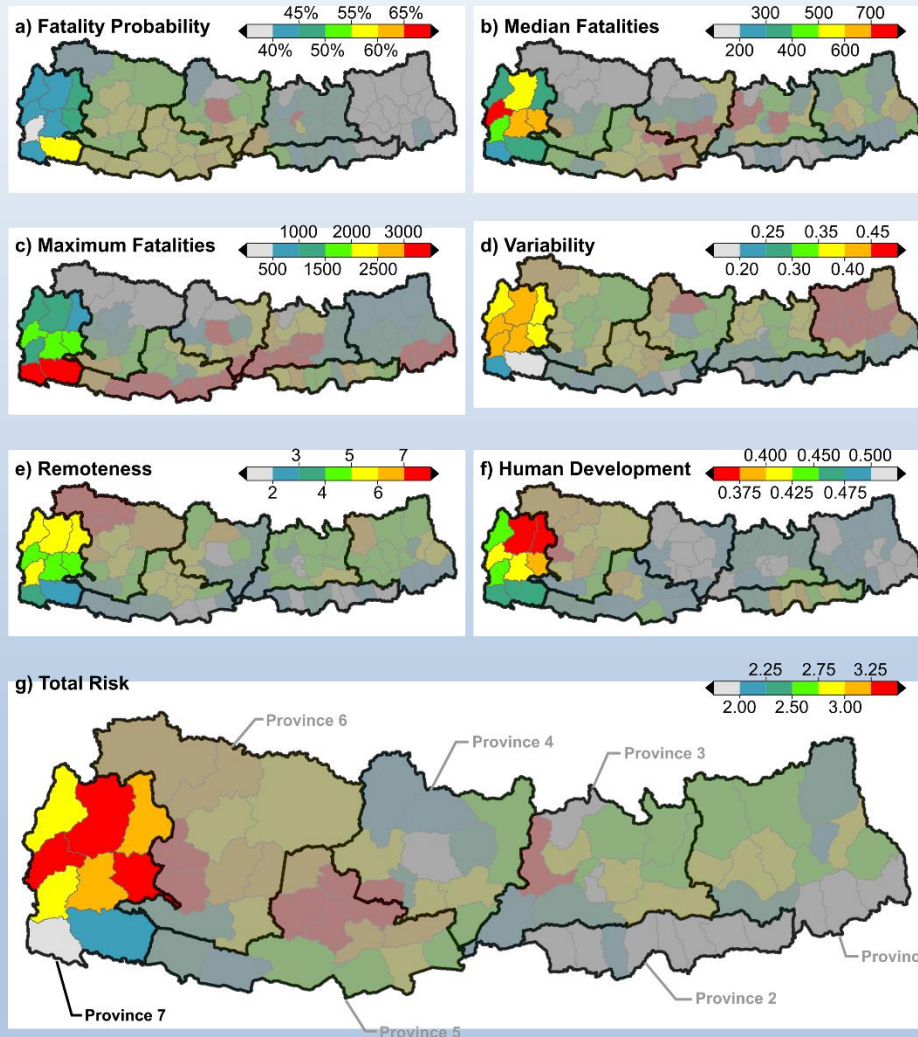 a) Fatality Probability
45% 55% 65%
40% 50% 60%
b) Median Fatalities
300 500 700
200 400 600
c) Maximum Fatalities
1000 2000 3000
500 1500 2500
d) Variability
0.25 0.35 0.45
0.20 0.30 0.40
e) Remoteness
3 5 7
2 4 6
f) Human Development
0.400 0.450 0.500
0.375 0.425 0.475
g) Total Risk
2.25 2.75 3.25
2.00 2.50 3.00
Province 6
Province 4
Province 3
Provinc
Province 2
Province 7
Province 5